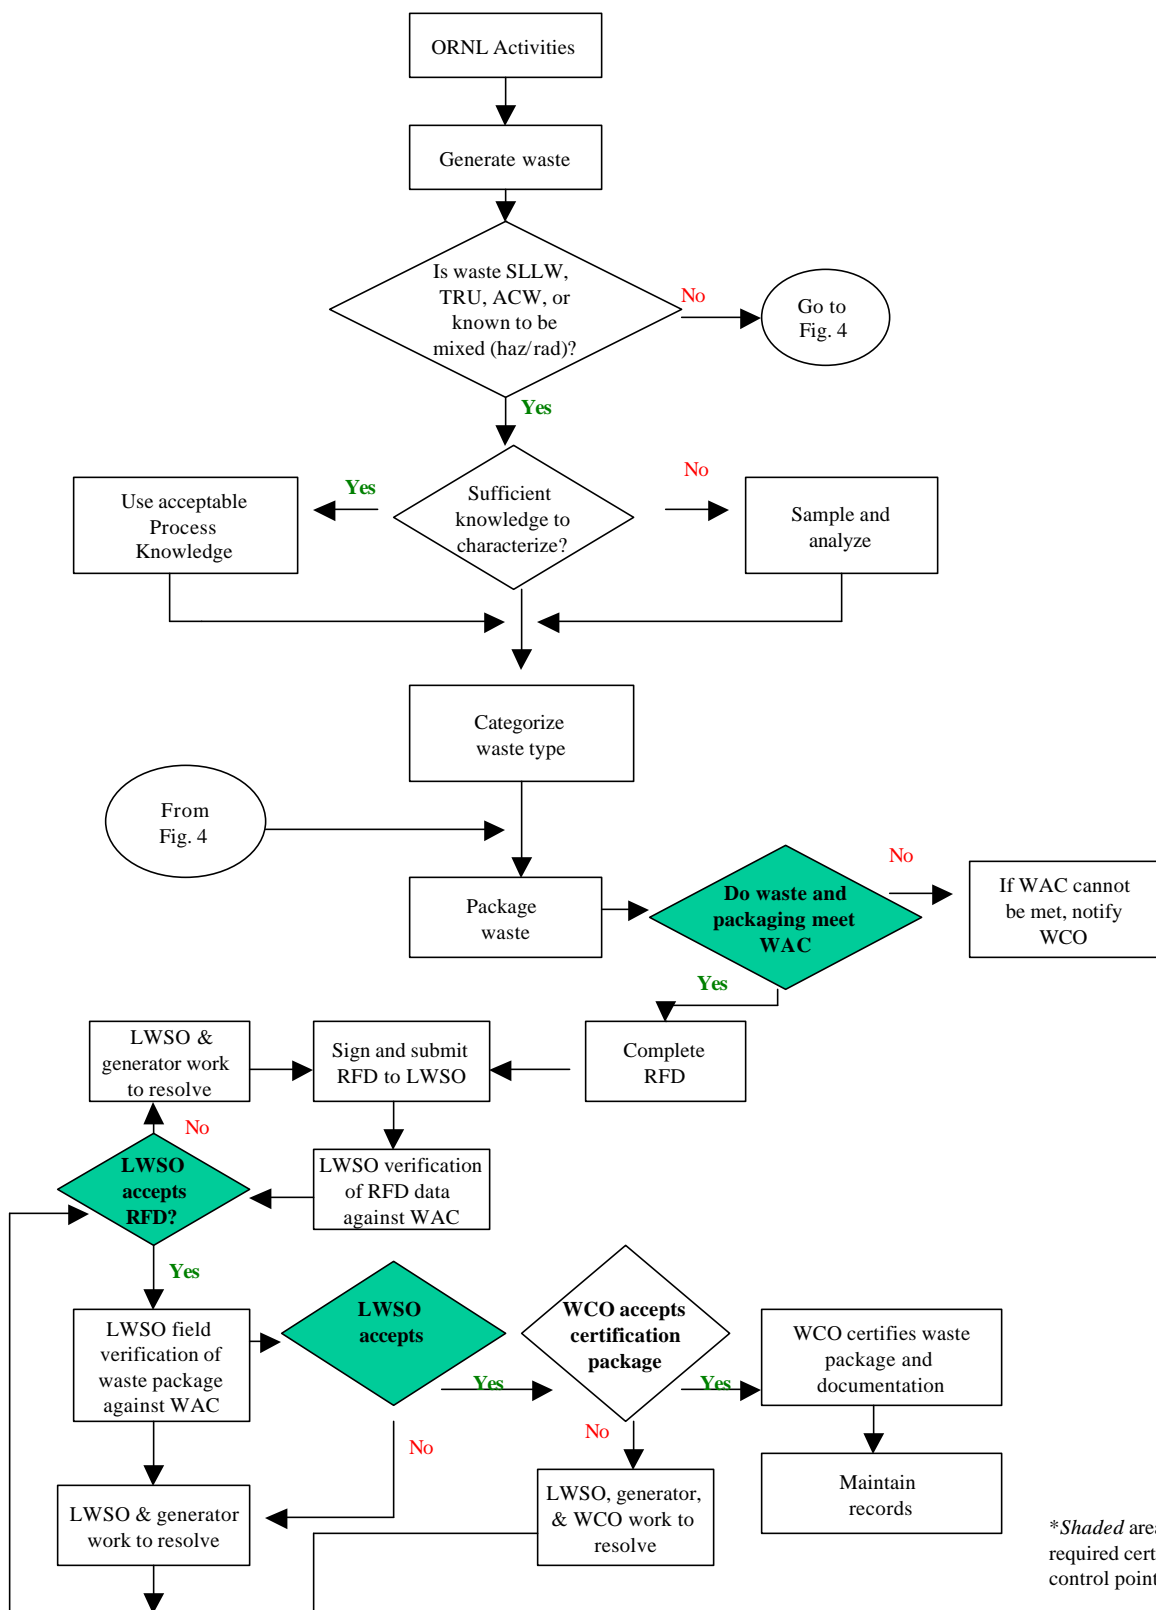 ORNL Activities
Generate waste
Is waste SLLW,
TRU, ACW, or
known to be
mixed (haz/rad)?
No
Go to
Fig. 4
Yes
Sufficient
knowledge to
characterize?
Yes
No
Use acceptable
Process
Knowledge
Sample and
analyze
Categorize
waste type
From
Fig. 4
Package
waste
Do waste and
packaging meet
WAC
No
If WAC cannot
be met, notify
WCO
Yes
LWSO &
generator work
to resolve
Sign and submit
RFD to LWSO
Complete
RFD
No
LWSO
accepts
RFD?
LWSO verification
of RFD data
against WAC
Yes
LWSO field
verification of
waste package
against WAC
LWSO
accepts
Yes
WCO accepts
certification
package
Yes
WCO certifies waste
package and
documentation
No
No
LWSO & generator
work to resolve
LWSO, generator,
& WCO work to
resolve
Maintain
records
*Shaded area
required cert
control point